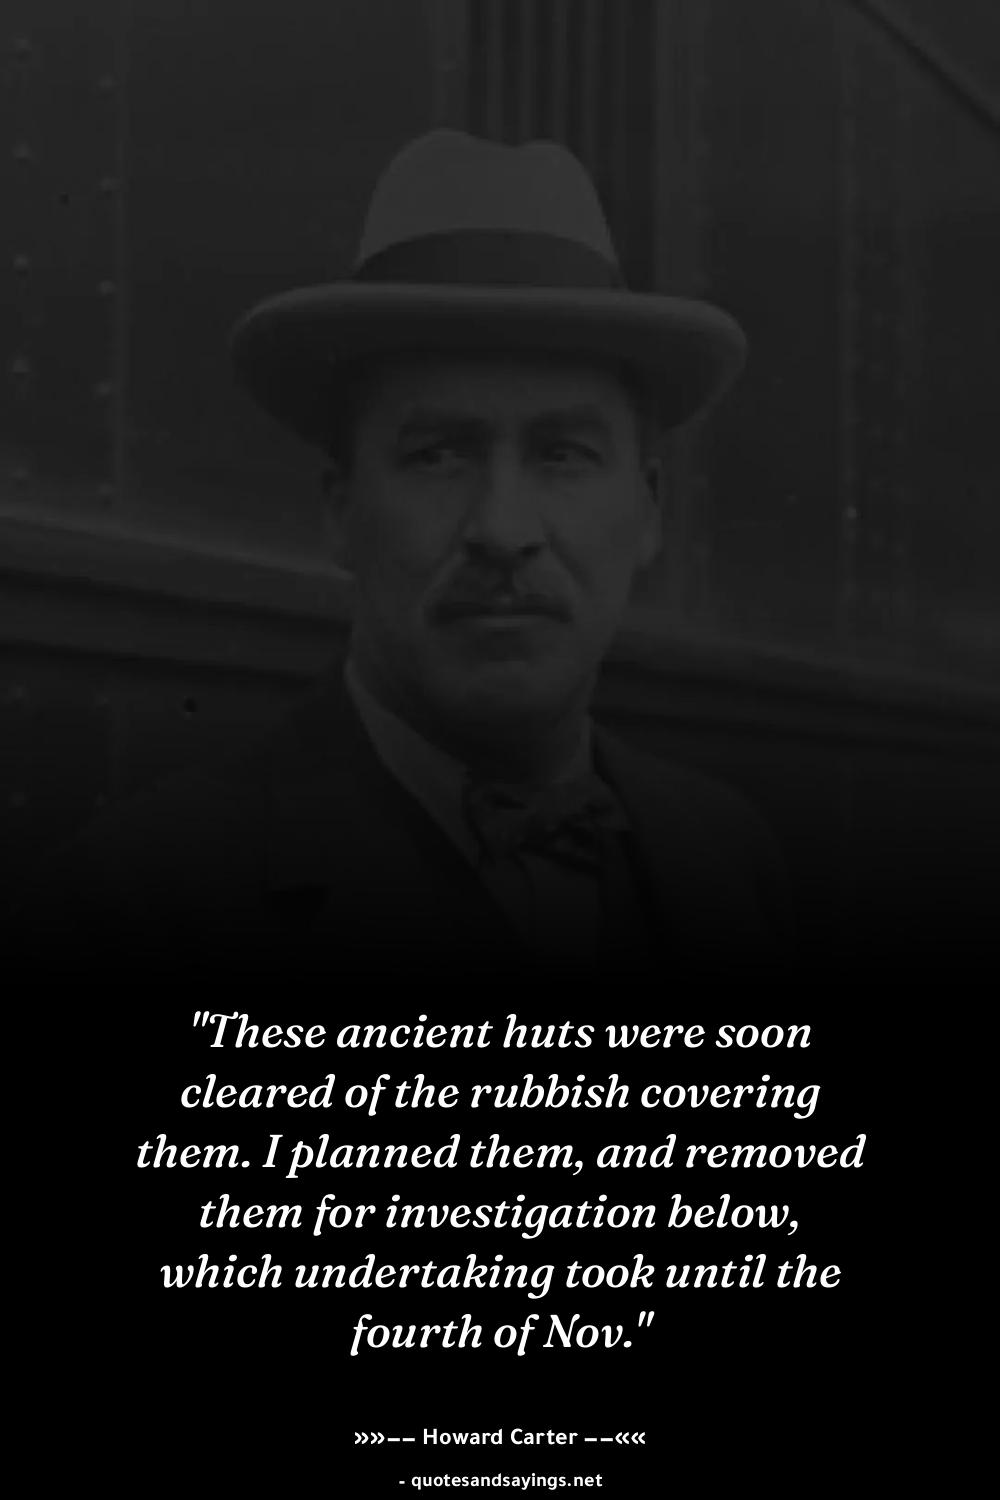 "These ancient huts were soon
cleared of the rubbish covering
them. I planned them, and removed
them for investigation below,
which undertaking took until the
fourth of Nov."
»»−− Howard Carter −−««
- quotesandsayings.net